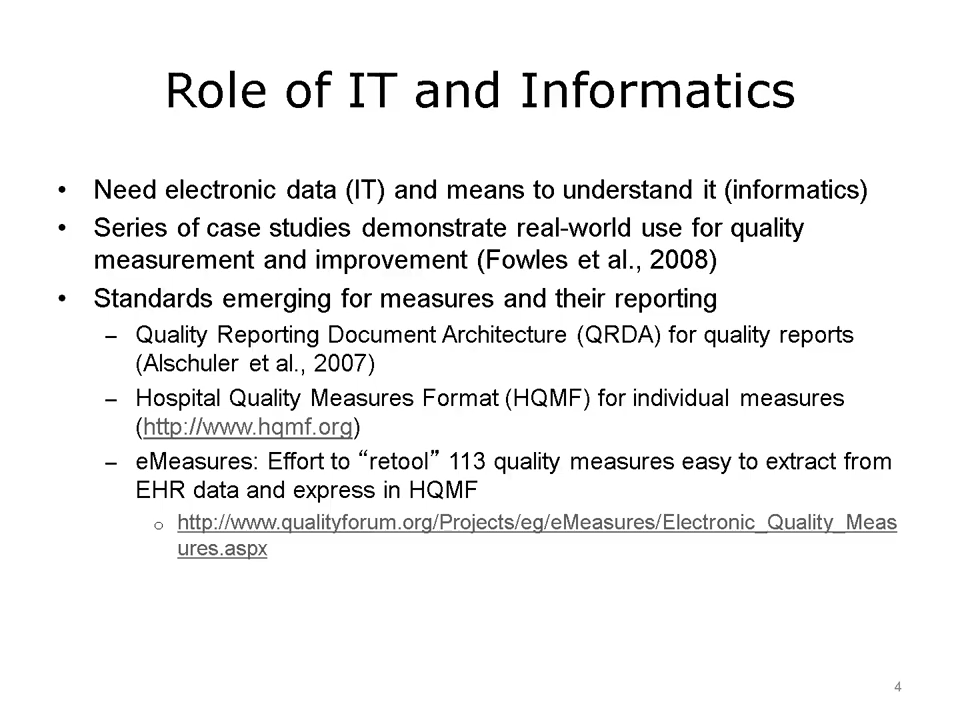 Role of IT and Informatics
• Need electronic data (IT) and means to understand it (informatics)
• Series of case studies demonstrate real-world use for quality
measurement and improvement (Fowles et al., 2008)
• Standards emerging for measures and their reporting
– Quality Reporting Document Architecture (QRDA) for quality reports
(Alschuler et al., 2007)
– Hospital Quality Measures Format (HQMF) for individual measures
(http://www.hqmf.org)
– eMeasures: Effort to “retool” 113 quality measures easy to extract from
EHR data and express in HQMF
o http://www.qualityforum.org/Projects/eg/eMeasures/Electronic_Quality_Meas
ures.aspx
4